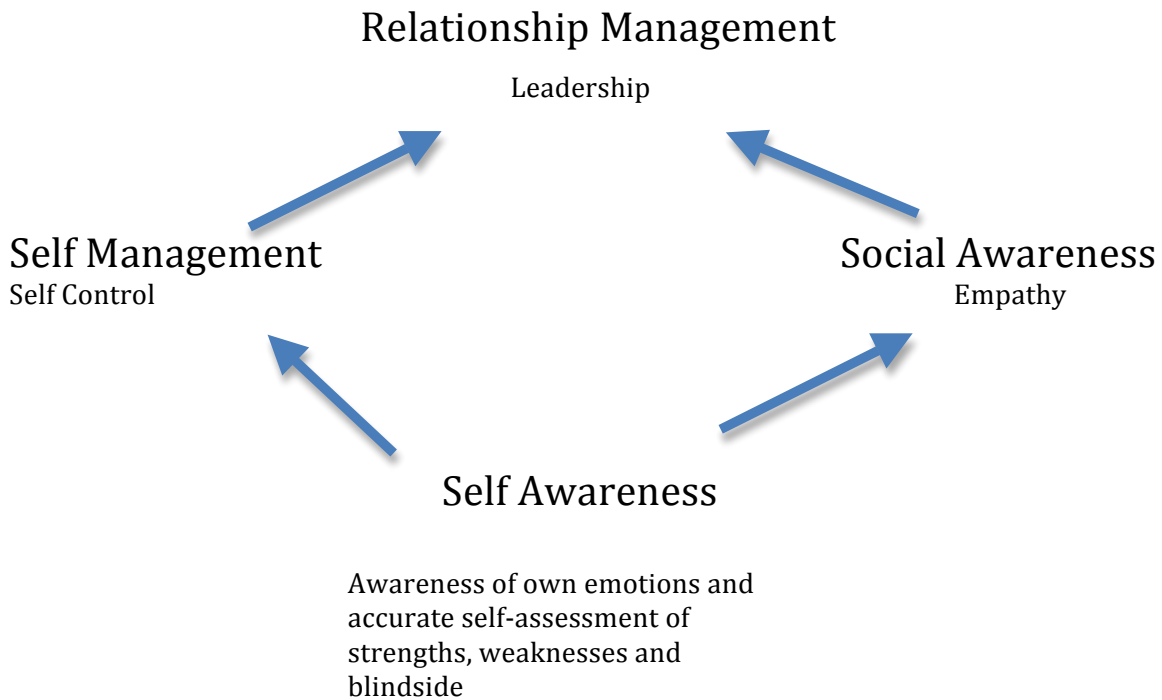 Relationship Management
Leadership
Self Management
Self Control
Social Awareness
Empathy
Self Awareness
Awareness of own emotions and
accurate self-assessment of
strengths, weaknesses and
blindside